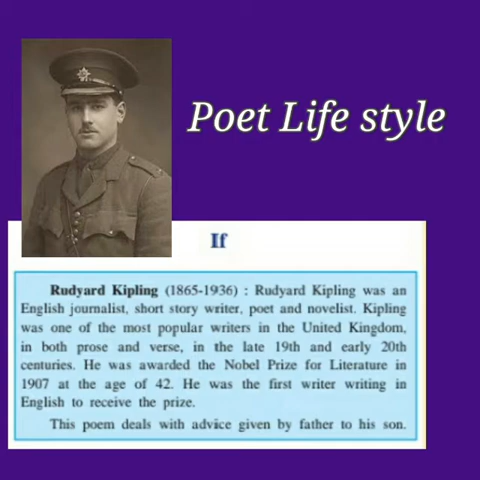 Poet Life style
If
Rudyard Kipling (1865-1936) : Rudyard Kipling was an
English journalist, short story writer, poet and novelist. Kipling
was one of the most popular writers in the United Kingdom,
in both prose and verse, in the late 19th and early 20th
centuries. He was awarded the Nobel Prize for Literature in
1907 at the age of 42. He was the first writer writing in
English to receive the prize.
This poem deals with advice given by father to his son.